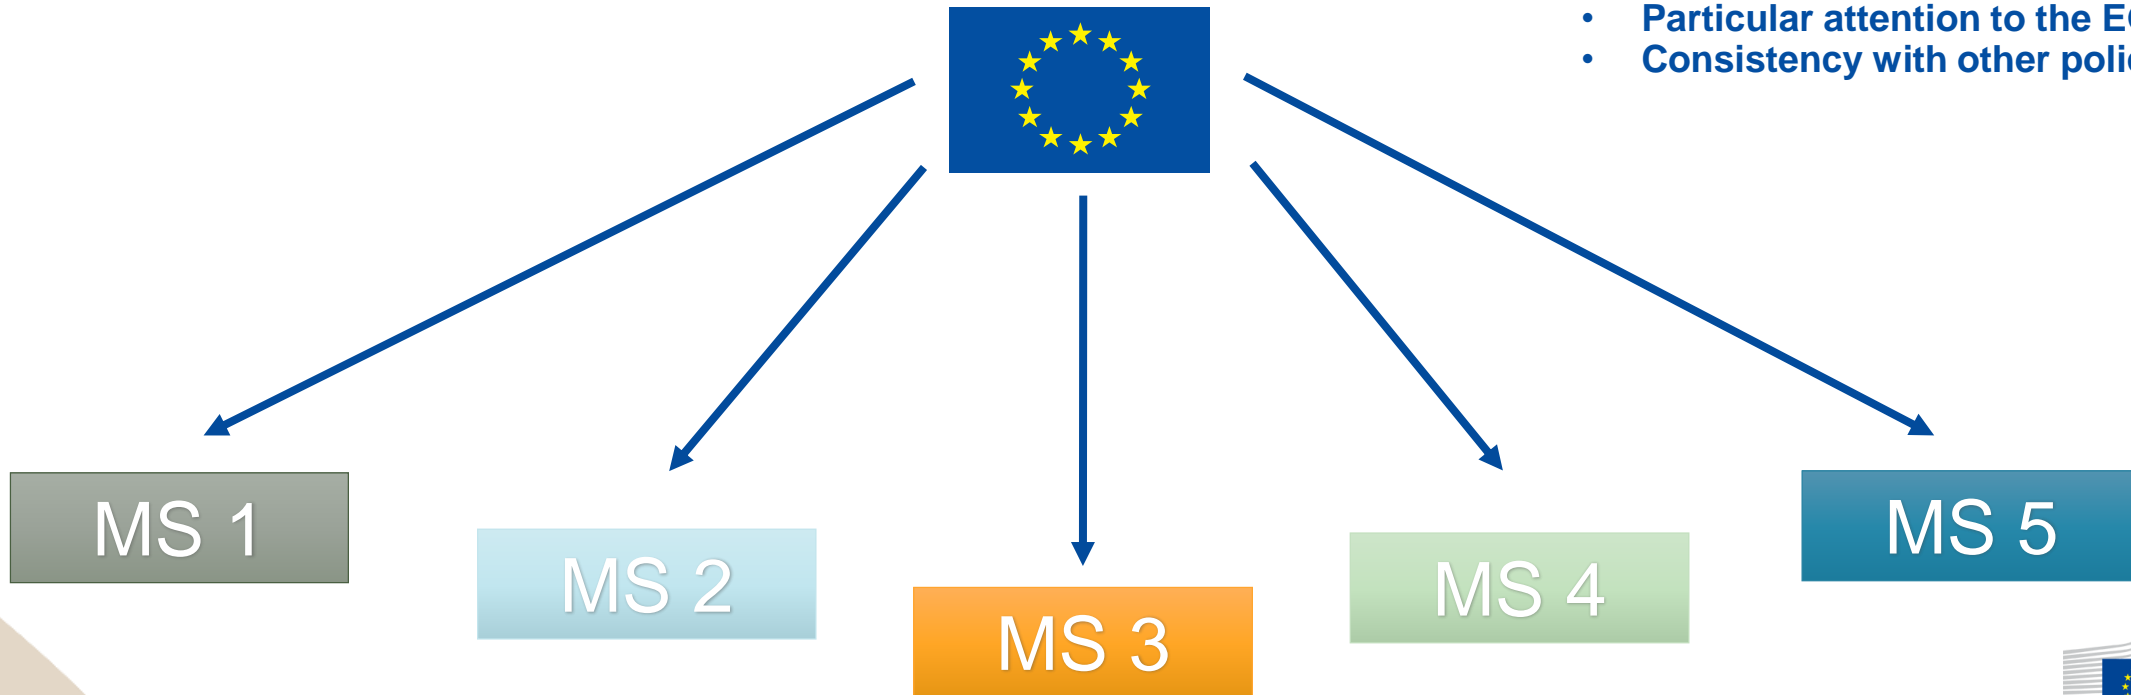 • Particular attention to the
• Consistency with other
MS 1
MS 2
MS 3
MS 4
MS 5